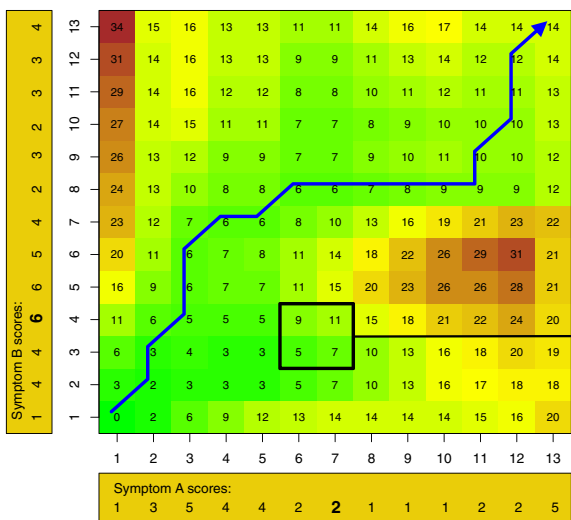 Symptom B scores:
1 4 4 6 6 5 4 2 3 2 3 3 4
13 34 15 16 13 13 11 11 14 16 17 14 14 14
12 31 14 16 13 13 9 9 11 13 14 12 12 14
11 29 14 16 12 12 8 8 10 11 12 11 11 13
10 27 14 15 11 11 7 7 8 9 10 10 10 13
9 26 13 12 9 9 7 7 9 10 11 10 10 12
8 24 13 10 8 8 6 6 7 8 9 9 9 12
7 23 12 7 6 6 8 10 13 16 19 21 23 22
6 20 11 6 7 8 11 14 18 22 26 29 31 21
5 16 9 6 7 7 11 15 20 23 26 26 28 21
4 11 6 5 5 5 9 11 15 18 21 22 24 20
3 6 3 4 3 3 5 7 10 13 16 18 20 19
2 3 2 3 3 3 5 7 10 13 16 17 18 18
1 0 2 6 9 12 13 14 14 14 14 15 16 20
1 2 3 4 5 6 7 8 9 10 11 12 13
Symptom A scores:
1 3 5 4 4 2 2 1 1 1 2 2 5